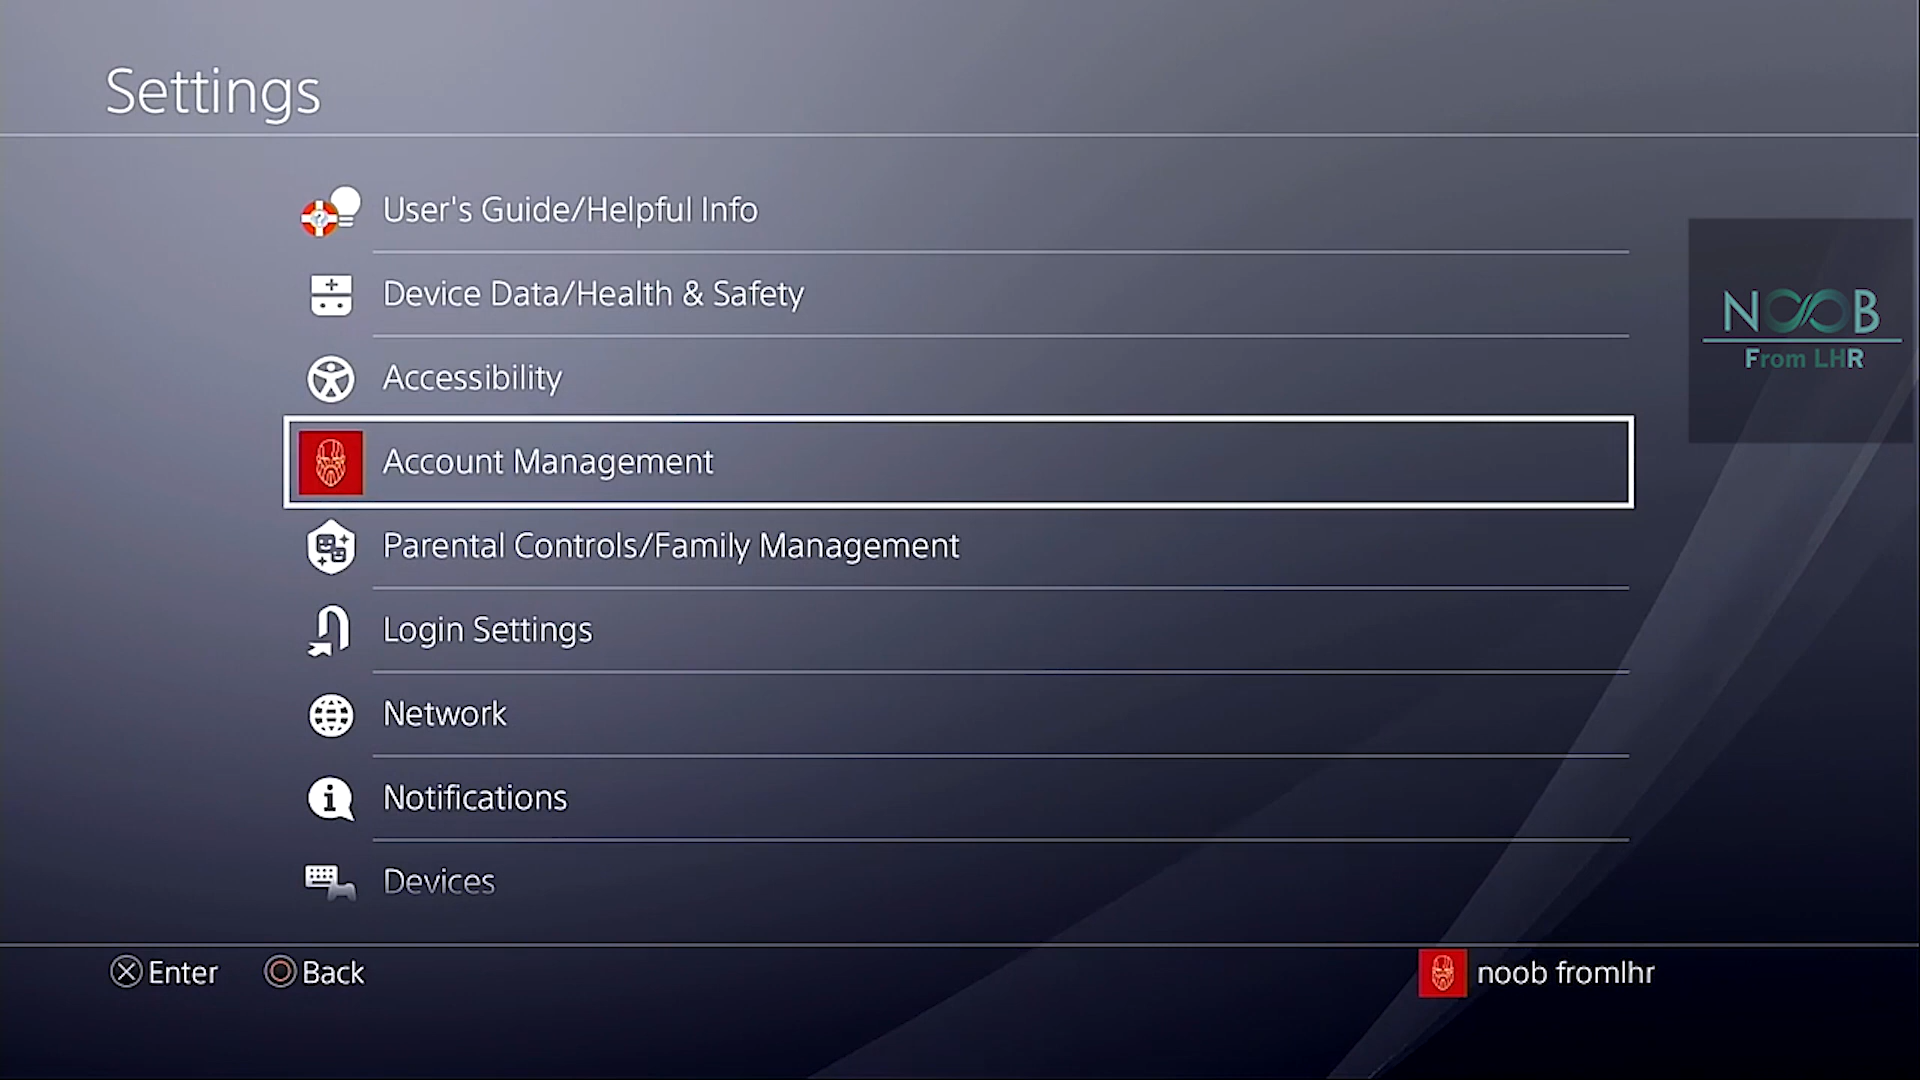 Settings
User's Guide/Helpful Info
Device Data/Health & Safety
Accessibility
Account Management
Parental Controls/Family Management
Login Settings
Network
Notifications
Devices
NOOB
From LHR
Enter
Back
noob fromlhr